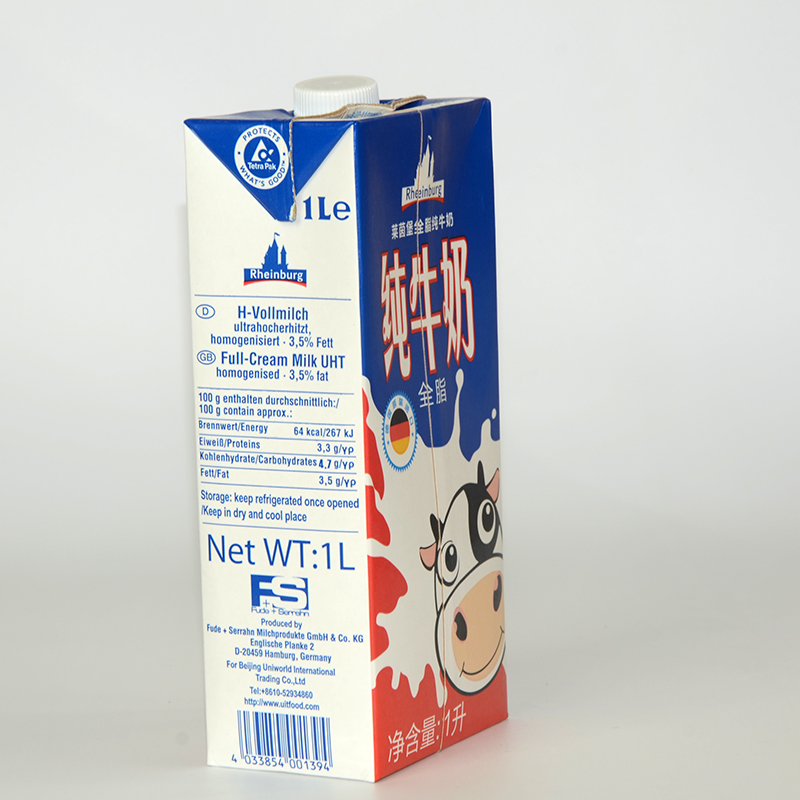 PROTECTS
Tetra Pak
WHAT'S GOOD™
1Le
Rheinburg
D H-Vollmilch
ultrahocherhitzt,
homogenisiert · 3,5% Fett
GB Full-Cream Milk UHT
homogenised · 3,5% fat
100 g enthalten durchschnittlich:/
100 g contain approx.:
Brennwert/Energy 64 kcal/267 kJ
Eiweiß/Proteins 3,3 g/γρ
Kohlenhydrate/Carbohydrates 4,7 g/γρ
Fett/Fat 3,5 g/γρ
Storage: keep refrigerated once opened
/Keep in dry and cool place
Net WT:1L
F+S
Fude + Serrahn
Produced by
Fude + Serrahn Milchprodukte GmbH & Co. KG
Englische Planke 2
D-20459 Hamburg, Germany
For Beijing Uniworld International
Trading Co.,Ltd
Tel:+8610-52934860
http://www.uitfood.com
4 033854 001394
Rheinburg
莱茵堡 全脂纯牛奶
纯牛奶
全脂
净含量:1升